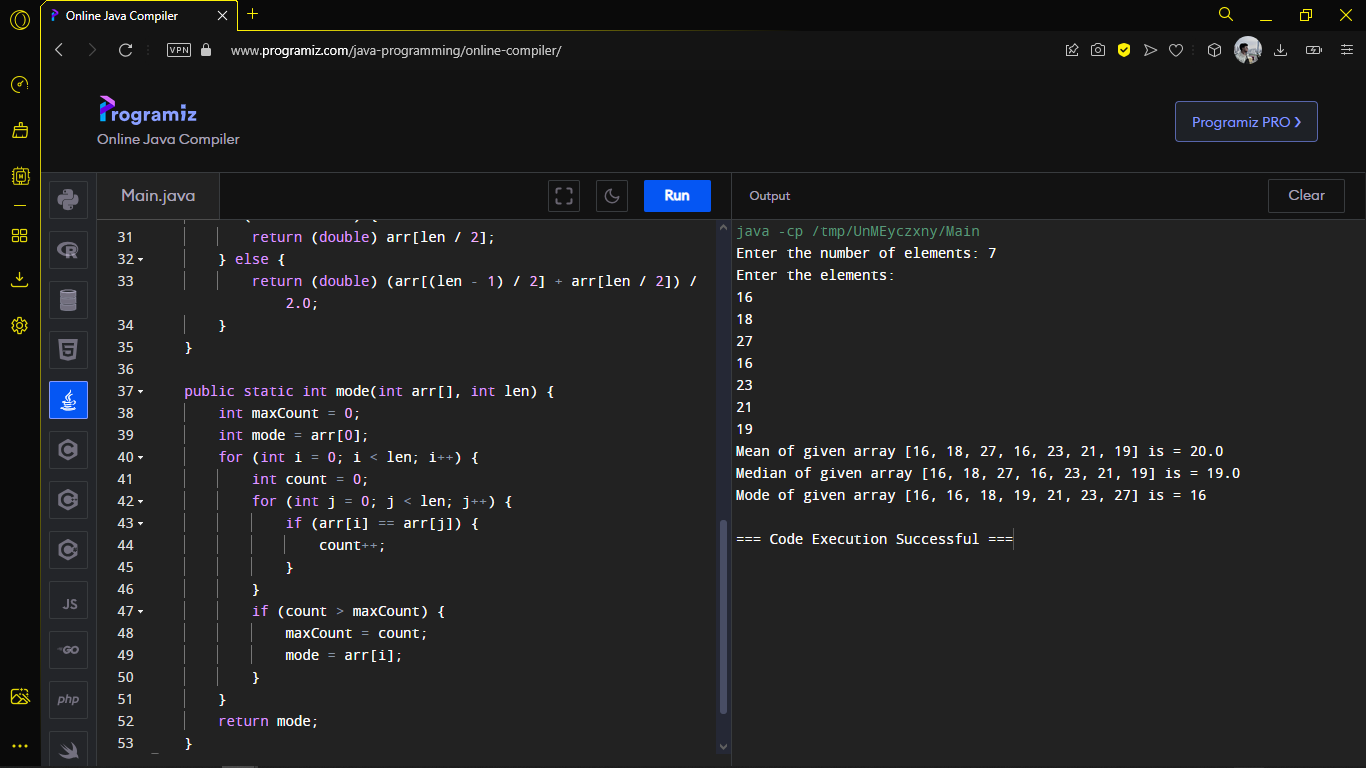 Online Java Compiler
VPN
www.programiz.com/java-programming/online-compiler/
Programiz
Online Java Compiler
Programiz PRO
Main.java
Run
31 return (double) arr[len / 2];
32 } else {
33 return (double) (arr[(len - 1) / 2] + arr[len / 2]) /
2.0;
34 }
35 }
36
37 public static int mode(int arr[], int len) {
38 int maxCount = 0;
39 int mode = arr[0];
40 for (int i = 0; i < len; i++) {
41 int count = 0;
42 for (int j = 0; j < len; j++) {
43 if (arr[i] == arr[j]) {
44 count++;
45 }
46 }
47 if (count > maxCount) {
48 maxCount = count;
49 mode = arr[i];
50 }
51 }
52 return mode;
53 }
Output
Clear
java -cp /tmp/UnMEyczxny/Main
Enter the number of elements: 7
Enter the elements:
16
18
27
16
23
21
19
Mean of given array [16, 18, 27, 16, 23, 21, 19] is = 20.0
Median of given array [16, 18, 27, 16, 23, 21, 19] is = 19.0
Mode of given array [16, 16, 18, 19, 21, 23, 27] is = 16
=== Code Execution Successful ===
R
5
C
C
C
JS
GO
php